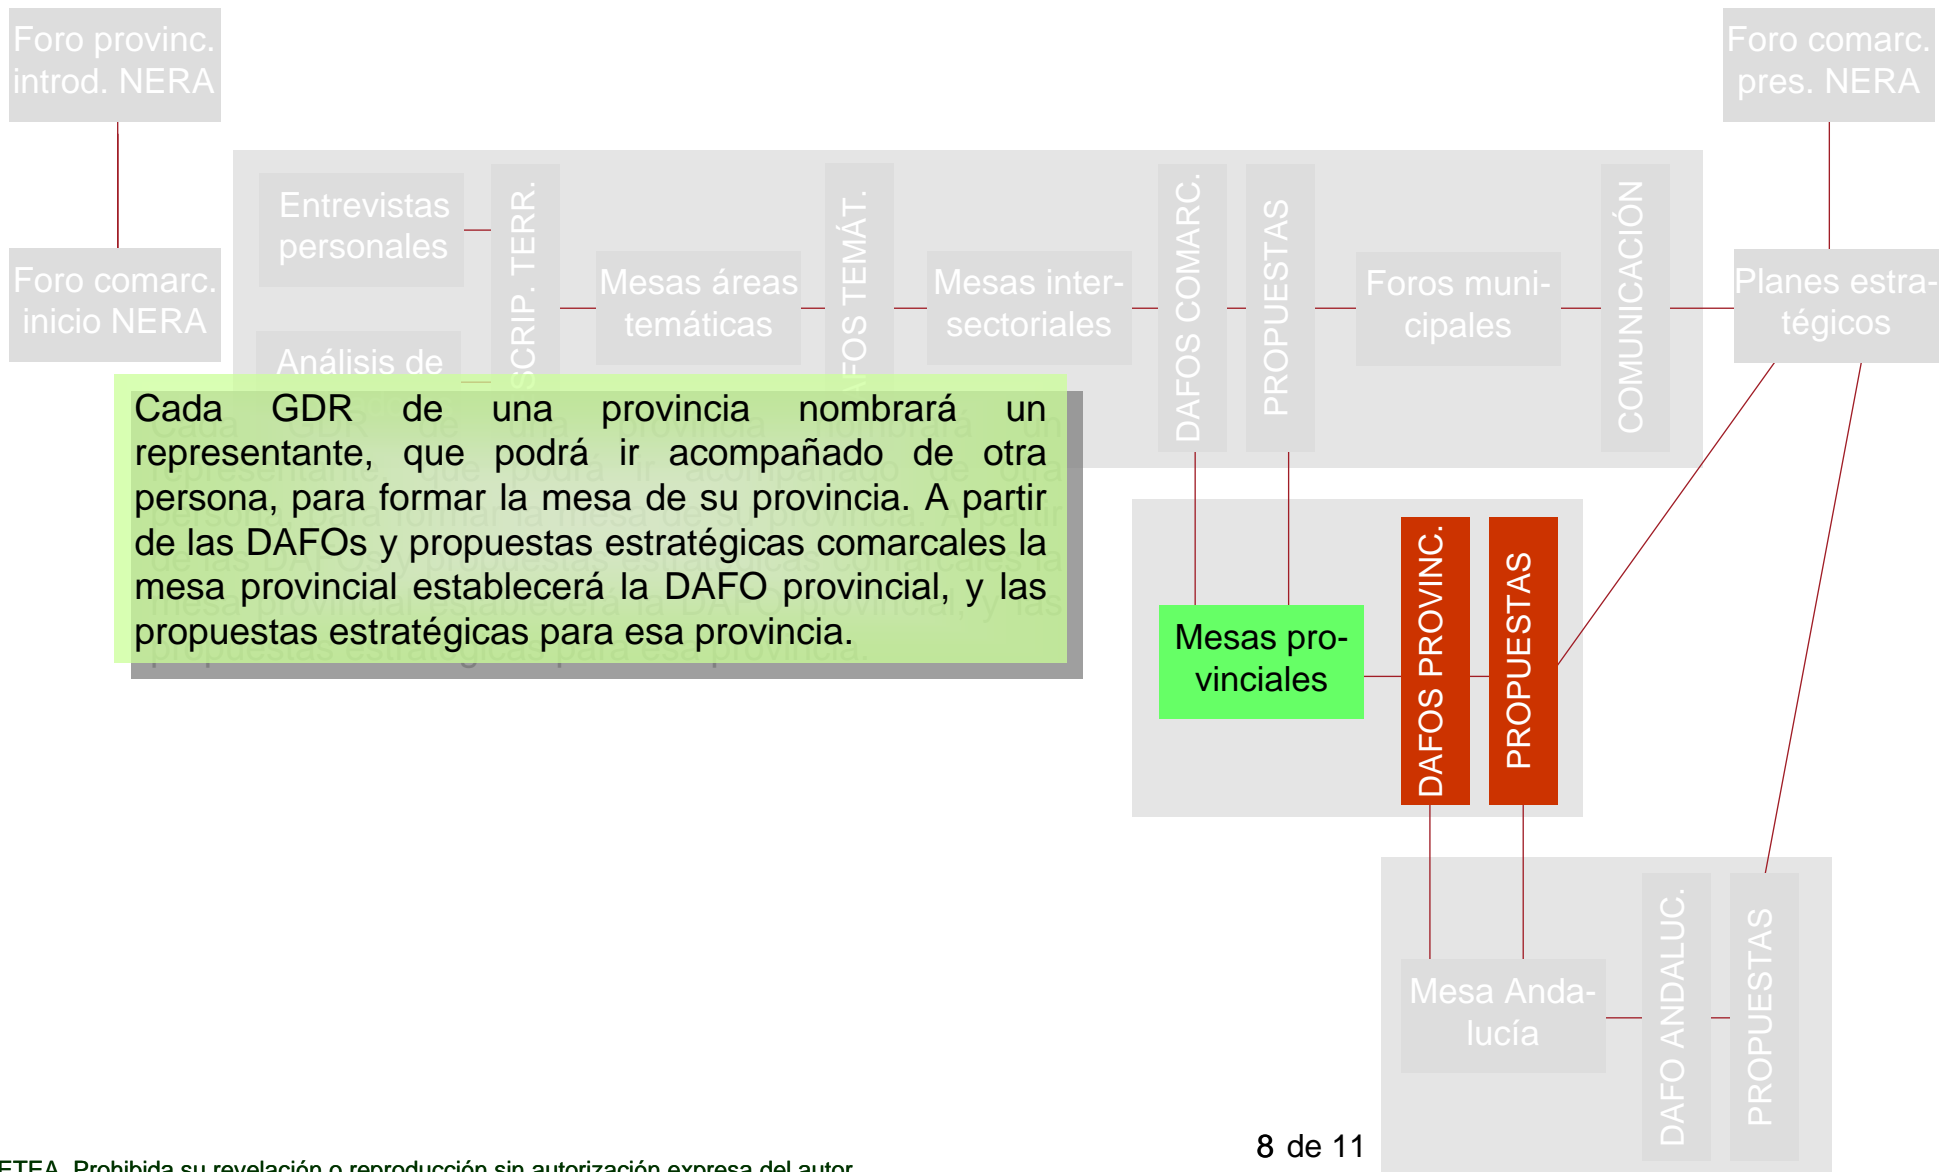 Foro provinc.
introd. NERA
Foro comarc.
pres. NERA
Entrevistas
personales
Foro comarc.
inicio NERA
Análisis de
SCRIP. TERR.
Mesas áreas
temáticas
AFOS TEMÁT.
Mesas inter-
sectoriales
DAFOS COMARC.
PROPUESTAS
Foros muni-
cipales
COMUNICACIÓN
Planes estra-
tégicos
Cada GDR de una provincia nombrará un
representante, que podrá ir acompañado de otra
persona, para formar la mesa de su provincia. A partir
de las DAFOs y propuestas estratégicas comarcales la
mesa provincial establecerá la DAFO provincial, y las
propuestas estratégicas para esa provincia.
Mesas pro-
vinciales
DAFOS PROVINC.
PROPUESTAS
Mesa Anda-
lucía
DAFO ANDALUC.
PROPUESTAS
8 de 11
ETEA. Prohibida su revelación o reproducción sin autorización expresa del autor